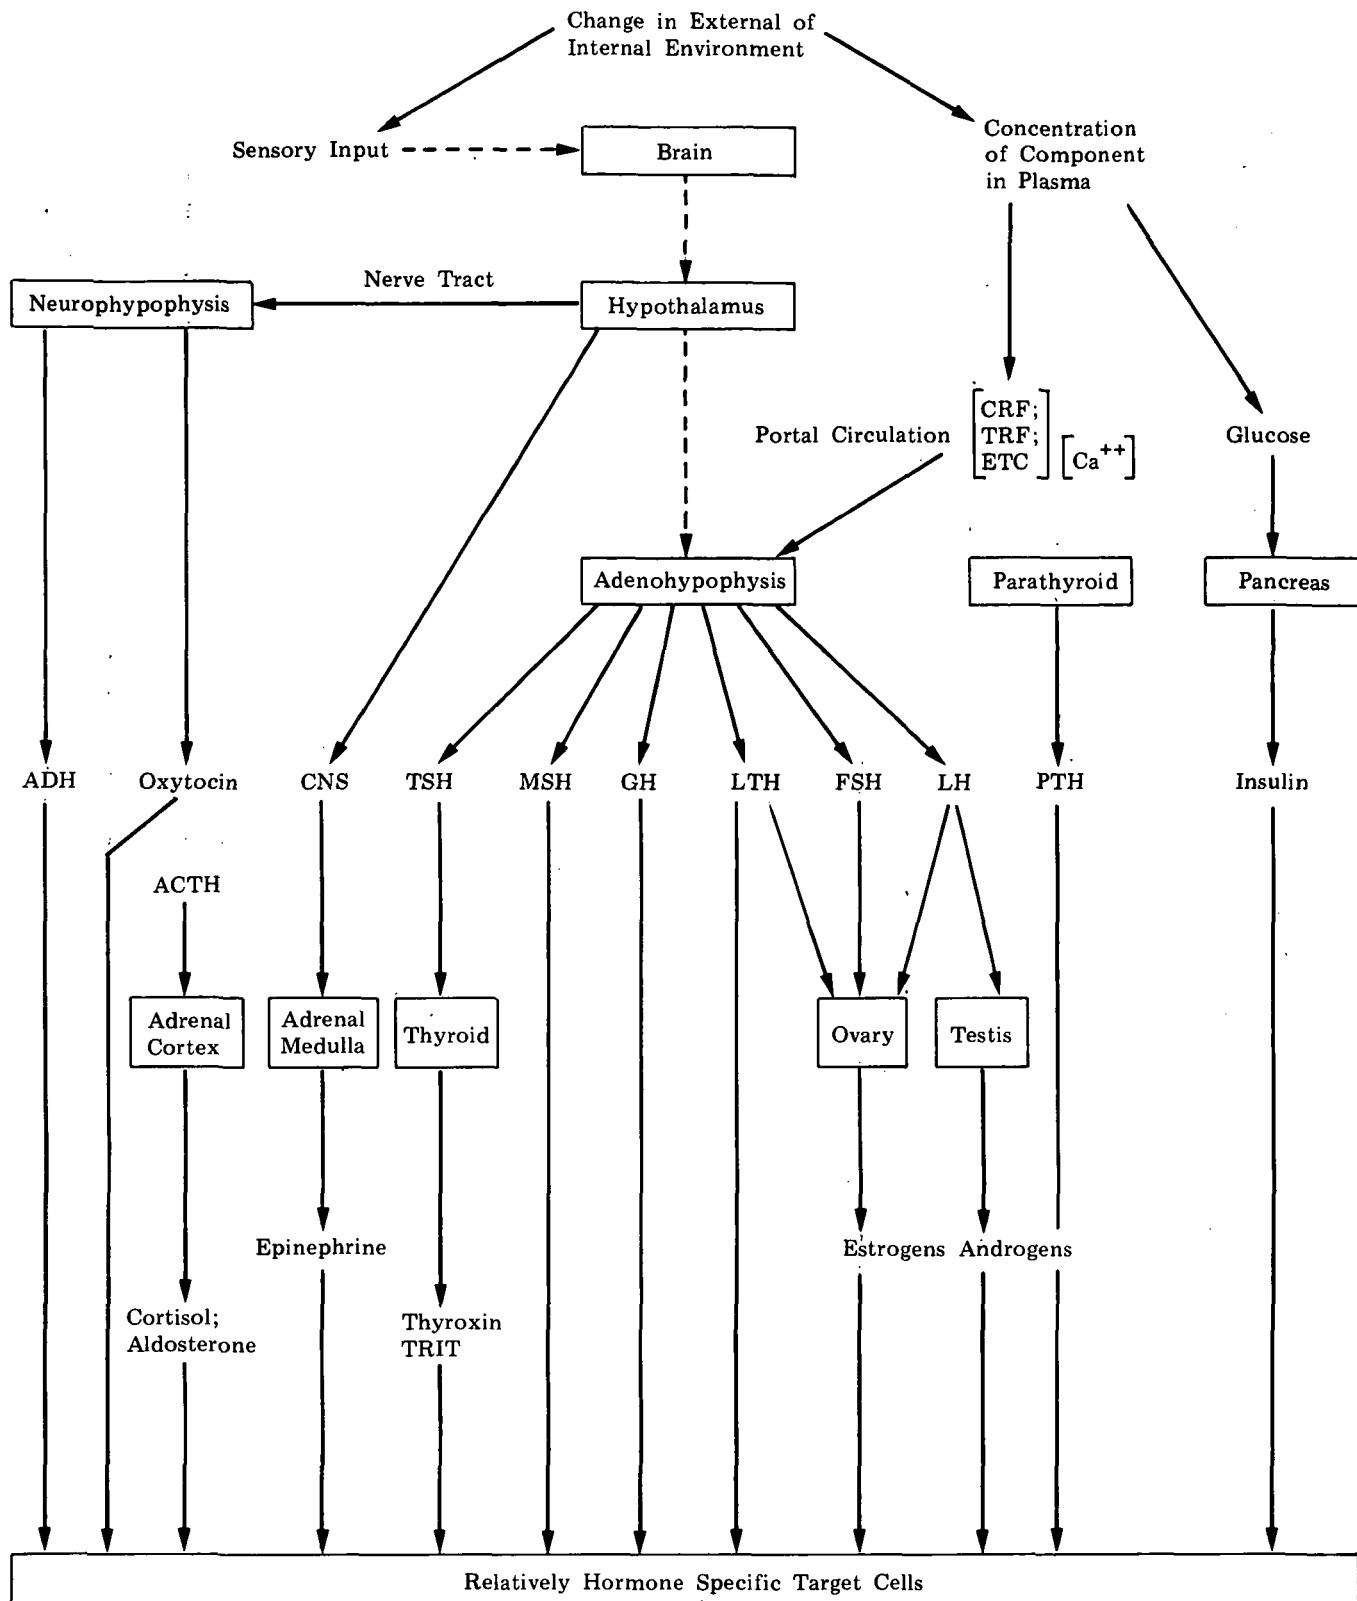 Change in External of
Internal Environment
Sensory Input
Brain
Concentration
of Component
in Plasma
Nerve Tract
Neurophypophysis
Hypothalamus
Portal Circulation
CRF;
TRF;
ETC
Ca++
Glucose
Adenohypophysis
Parathyroid
Pancreas
ADH
Oxytocin
CNS
TSH
MSH
GH
LTH
FSH
LH
PTH
Insulin
ACTH
Adrenal
Cortex
Adrenal
Medulla
Thyroid
Ovary
Testis
Epinephrine
Estrogens
Androgens
Cortisol;
Aldosterone
Thyroxin
TRIT
Relatively Hormone Specific Target Cells